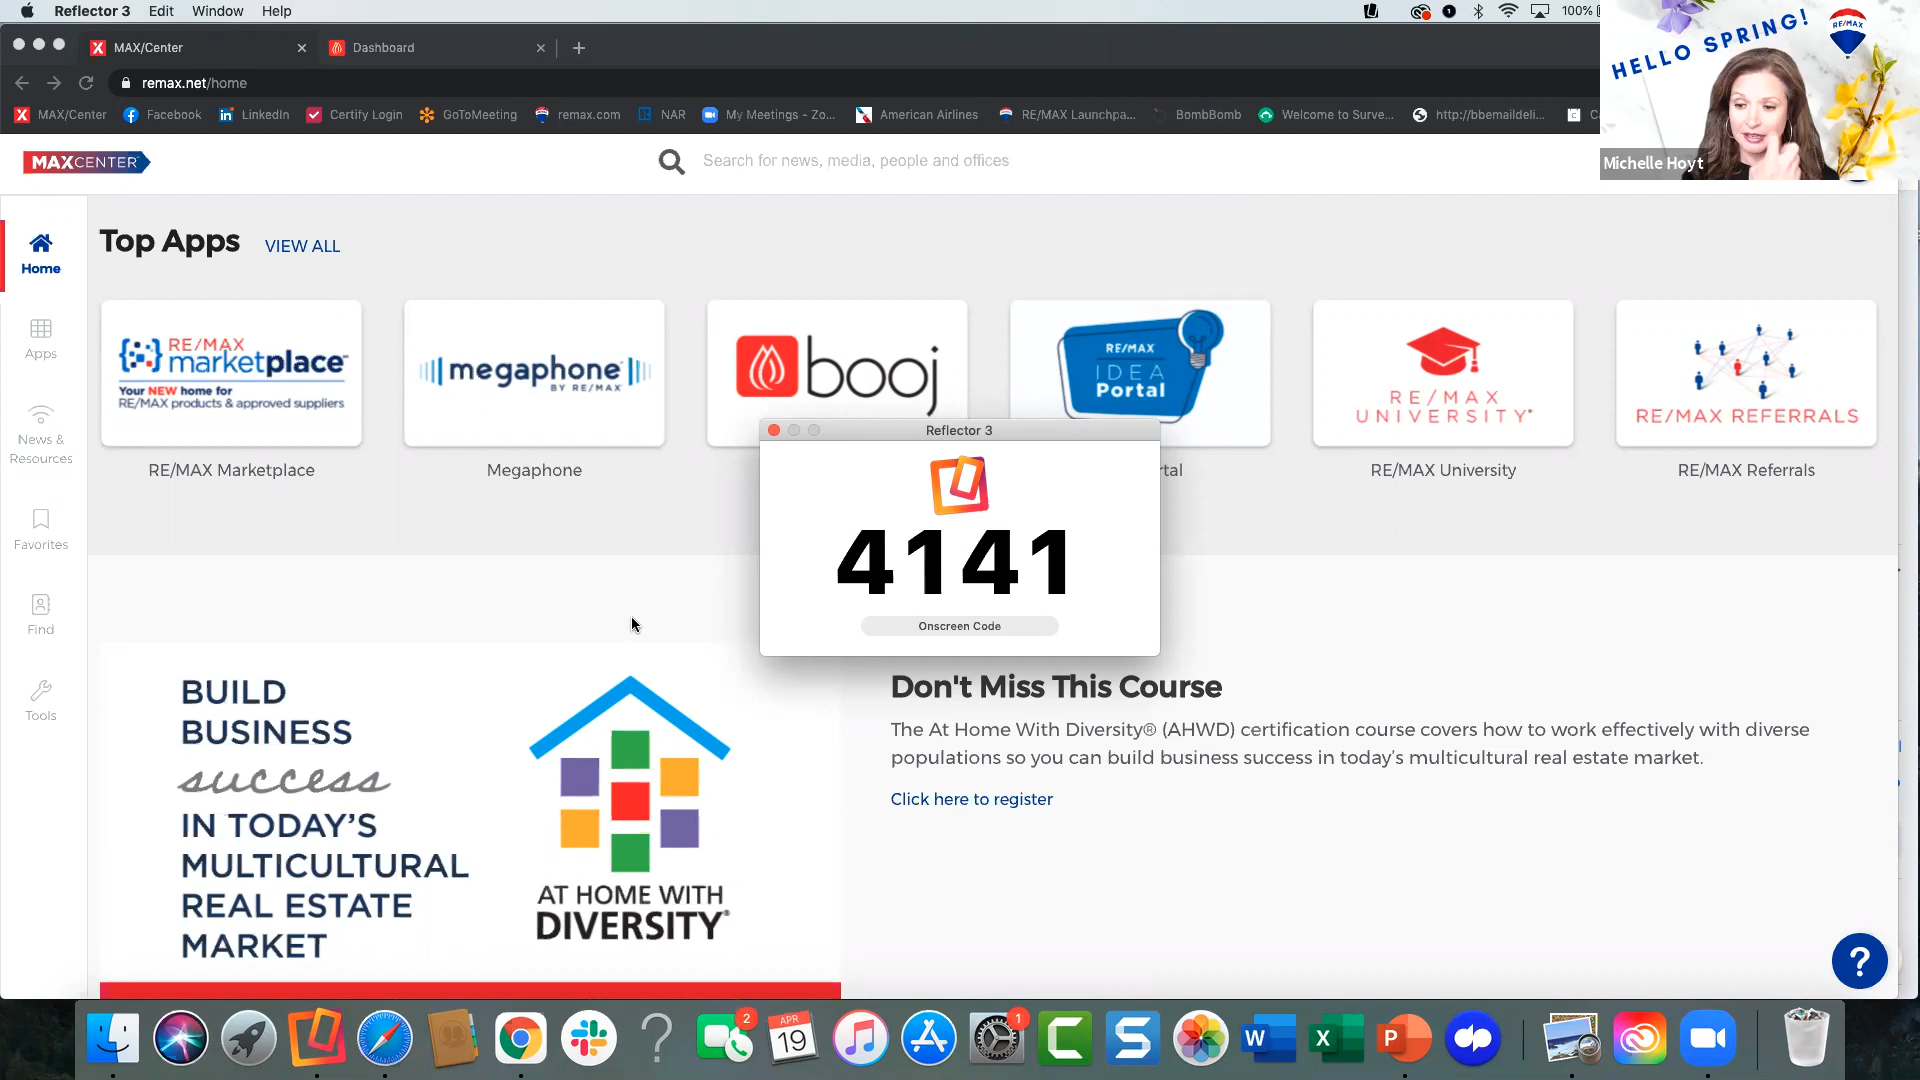 Reflector 3 Edit Window Help
1 100%
MAX/Center Dashboard
remax.net/home
MAX/Center Facebook LinkedIn Certify Login GoToMeeting remax.com NAR My Meetings - Zo... American Airlines RE/MAX Launchpa... BombBomb Welcome to Surve... http://bbemaildeli...
HELLO SPRING!
RE/MAX
Michelle Hoyt
MAXCENTER
Search for news, media, people and offices
Home
Apps
News &
Resources
Favorites
Find
Tools
Top Apps VIEW ALL
RE/MAX
marketplace
Your NEW home for
RE/MAX products & approved suppliers
RE/MAX Marketplace
megaphone
BY RE/MAX
Megaphone
booj
RE/MAX
IDEA
Portal
RE/MAX
UNIVERSITY
RE/MAX University
RE/MAX REFERRALS
RE/MAX Referrals
Reflector 3
4141
Onscreen Code
BUILD
BUSINESS
success
IN TODAY'S
MULTICULTURAL
REAL ESTATE
MARKET
AT HOME WITH
DIVERSITY®
Don't Miss This Course
The At Home With Diversity® (AHWD) certification course covers how to work effectively with diverse
populations so you can build business success in today's multicultural real estate market.
Click here to register
?
2
APR
19
1
C
S
W
X
P